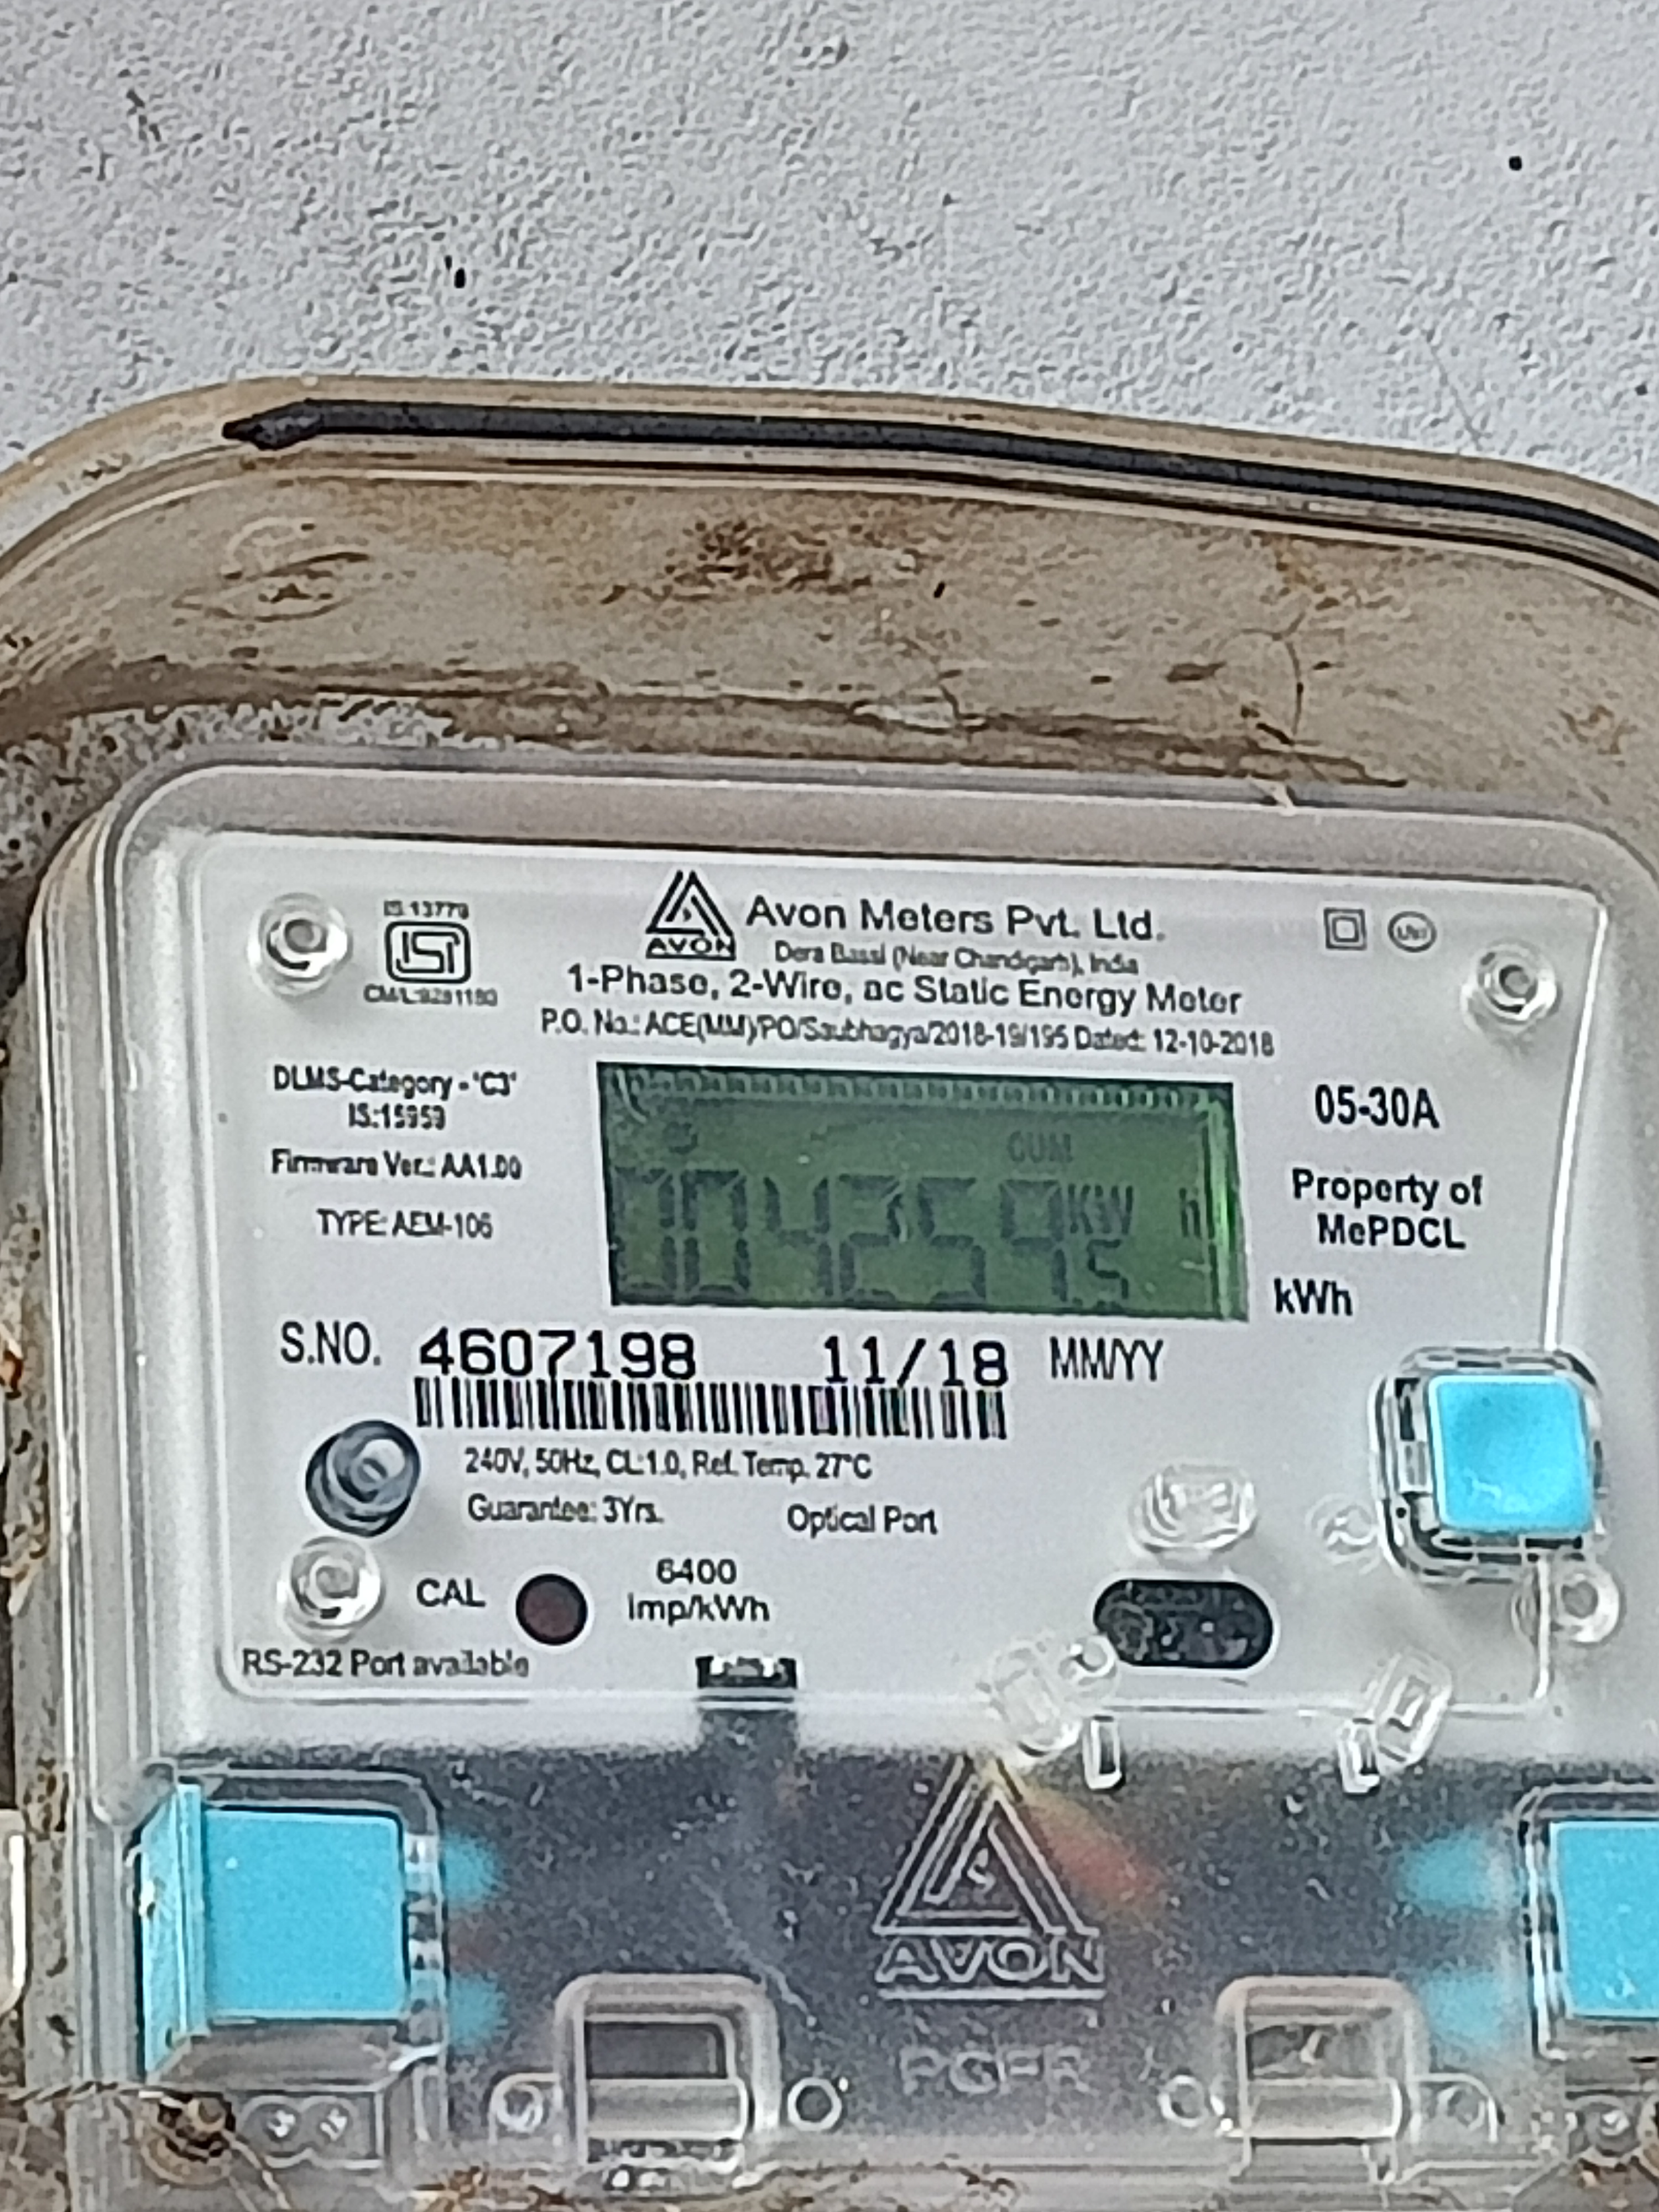 IS:13779
ISI
AVON
Avon Meters Pvt. Ltd.
Dera Bassi (Near Chandigarh), India
1-Phase, 2-Wire, ac Static Energy Meter
P.O. No.: ACE(MM)/PO/Saubhagya/2018-19/195 Dated: 12-10-2018
DLMS-Category - 'C3'
IS:15959
Firmware Ver.: AA1.00
TYPE: AEM-106
CUM
004259.5 KW h
05-30A
Property of
MePDCL
kWh
S.NO. 4607198 11/18 MM/YY
240V, 50Hz, CL:1.0, Ref. Temp. 27°C
Guarantee: 3Yrs. Optical Port
CAL
6400
imp/kWh
RS-232 Port available
AVON